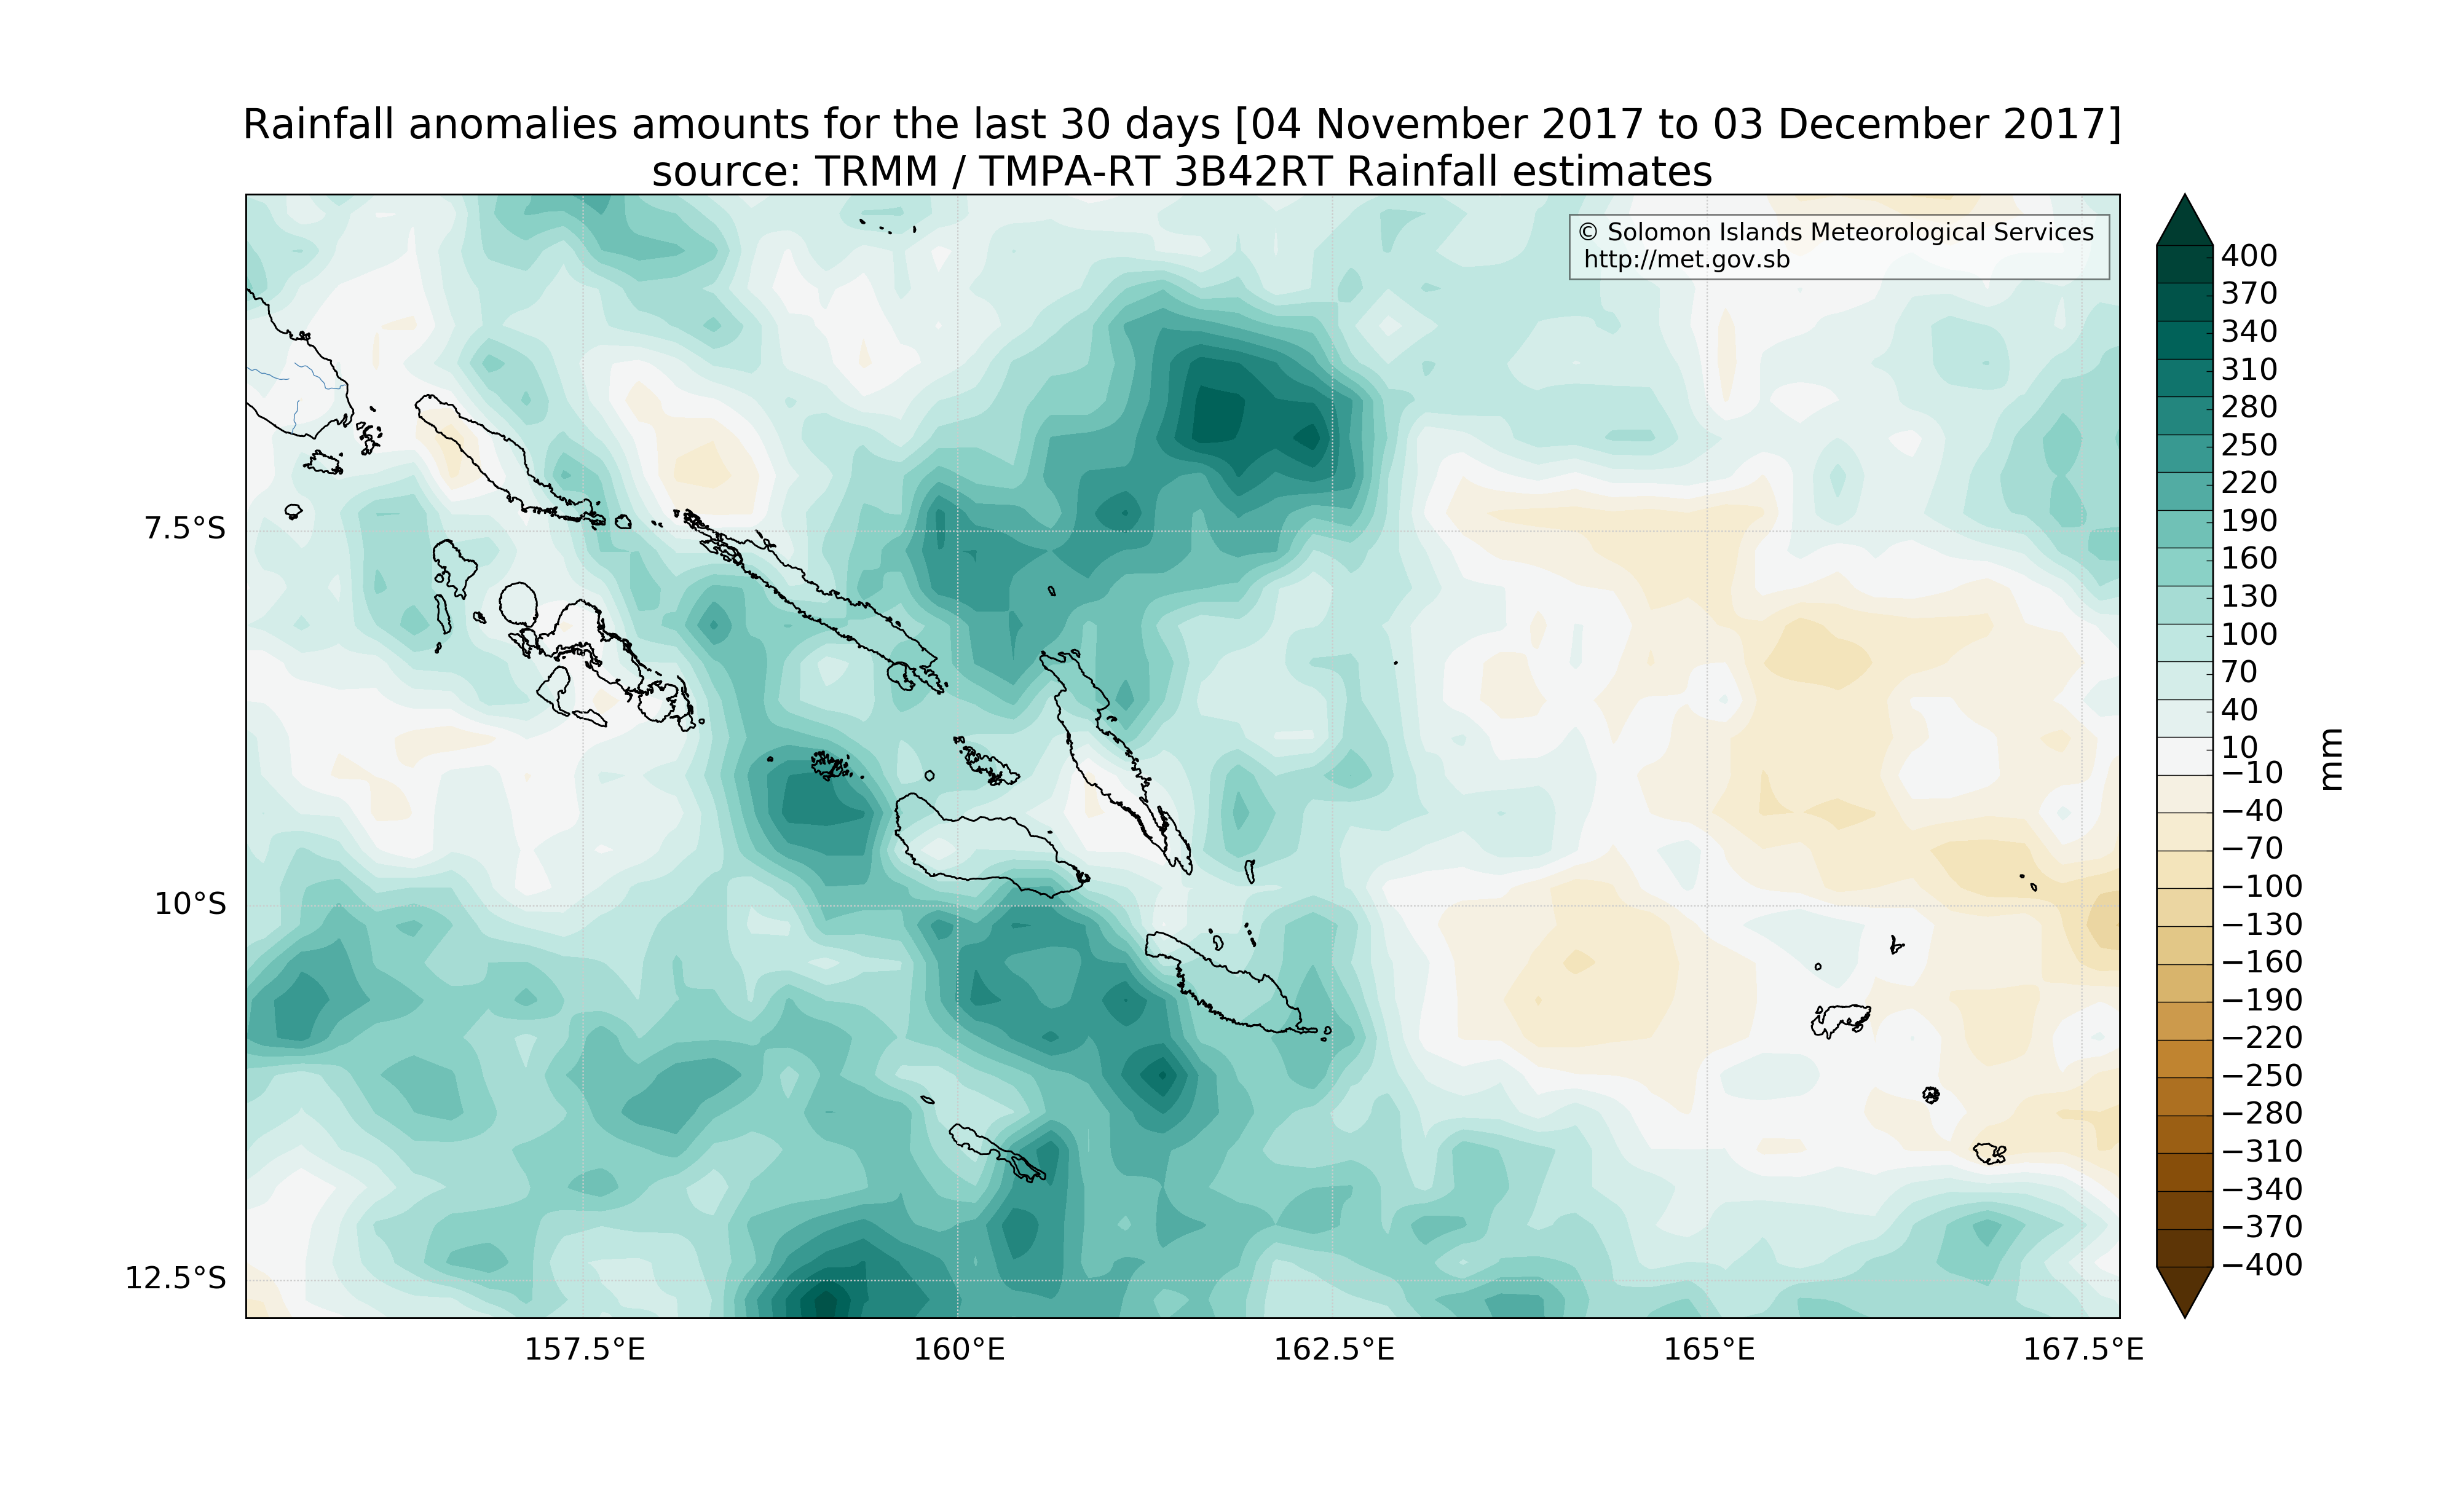 Rainfall anomalies amounts for the last 30 days [04 November 2017 to 03 December 2017]
source: TRMM / TMPA-RT 3B42RT Rainfall estimates
© Solomon Islands Meteorological Services
http://met.gov.sb
7.5°S
10°S
12.5°S
157.5°E
160°E
162.5°E
165°E
167.5°E
400
370
340
310
280
250
220
190
160
130
100
70
40
10
−10
−40
−70
−100
−130
−160
−190
−220
−250
−280
−310
−340
−370
−400
mm